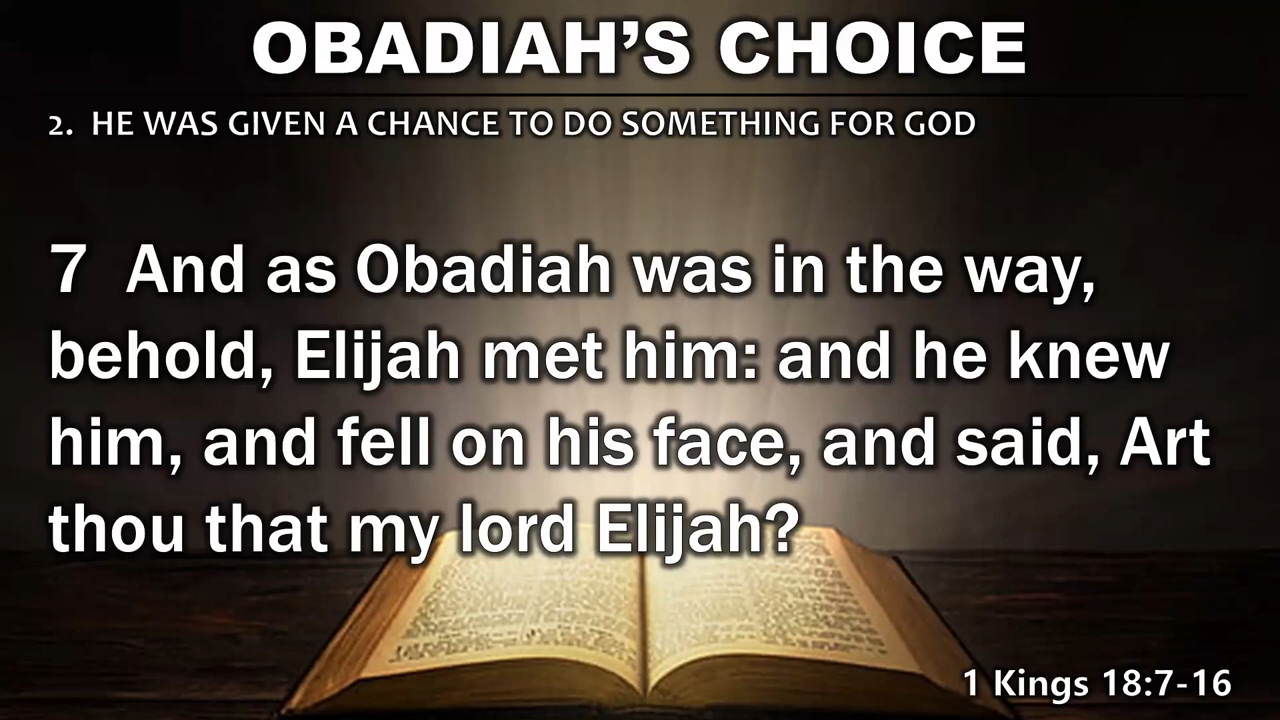 OBADIAH’S CHOICE
2. HE WAS GIVEN A CHANCE TO DO SOMETHING FOR GOD
7 And as Obadiah was in the way,
behold, Elijah met him: and he knew
him, and fell on his face, and said, Art
thou that my lord Elijah?
1 Kings 18:7-16